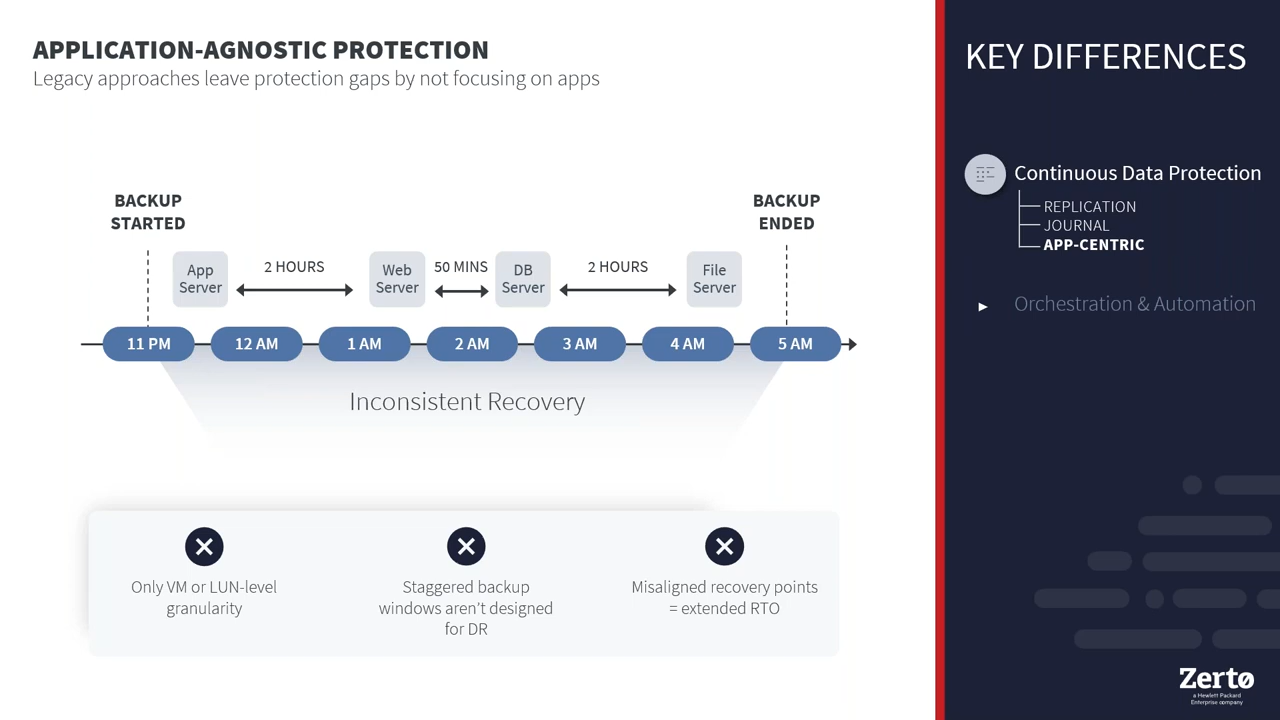 APPLICATION-AGNOSTIC PROTECTION
Legacy approaches leave protection gaps by not focusing on apps
BACKUP
STARTED
BACKUP
ENDED
App
Server
2 HOURS
Web
Server
50 MINS
DB
Server
2 HOURS
File
Server
11 PM
12 AM
1 AM
2 AM
3 AM
4 AM
5 AM
Inconsistent Recovery
Only VM or LUN-level
granularity
Staggered backup
windows aren't designed
for DR
Misaligned recovery points
= extended RTO
KEY DIFFERENCES
Continuous Data Protection
REPLICATION
JOURNAL
APP-CENTRIC
Orchestration & Automation
Zerto
a Hewlett Packard
Enterprise company